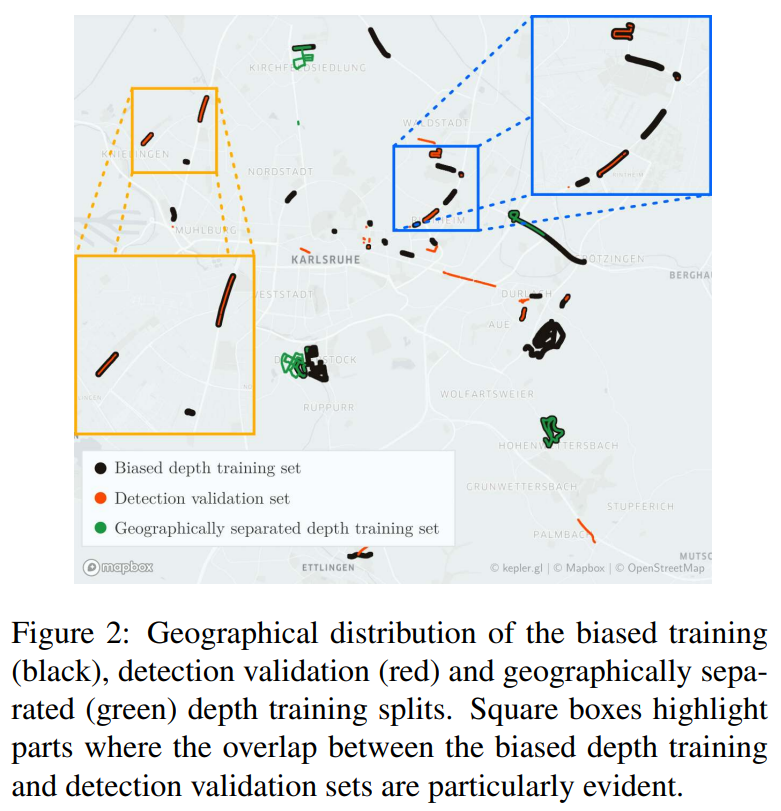 KIRCHFELDSIEDLUNG
WALDSTADT
KNIELINGEN
NORDSTADT
MÜHLBURG
KARLSRUHE
GRÖTZINGEN
BERGHAU
WESTSTADT
DURLACH
AUE
WOLFARTSWEIER
RÜPPURR
HOHENWETTERSBACH
GRÜNWETTERSBACH
STUPFERICH
PALMBACH
MUTSC
ETTLINGEN
Biased depth training set
Detection validation set
Geographically separated depth training set
mapbox
© kepler.gl | © Mapbox | © OpenStreetMap
Figure 2: Geographical distribution of the biased training
(black), detection validation (red) and geographically sepa-
rated (green) depth training splits. Square boxes highlight
parts where the overlap between the biased depth training
and detection validation sets are particularly evident.